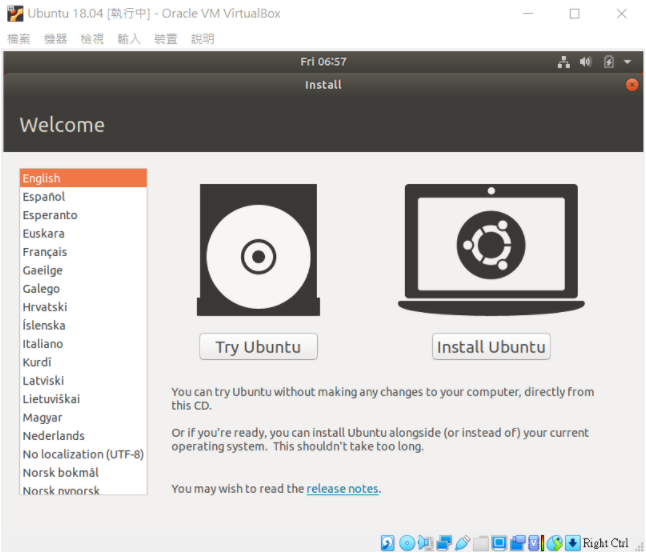 Ubuntu 18.04 [執行中] - Oracle VM VirtualBox
檔案 機器 檢視 輸入 裝置 說明
Fri 06:57
Install
Welcome
English
Español
Esperanto
Euskara
Français
Gaeilge
Galego
Hrvatski
Íslenska
Italiano
Kurdî
Latviski
Lietuviškai
Magyar
Nederlands
No localization (UTF-8)
Norsk bokmål
Norsk nynorsk
Try Ubuntu
Install Ubuntu
You can try Ubuntu without making any changes to your computer, directly from
this CD.
Or if you're ready, you can install Ubuntu alongside (or instead of) your current
operating system. This shouldn't take too long.
You may wish to read the release notes.
Right Ctrl